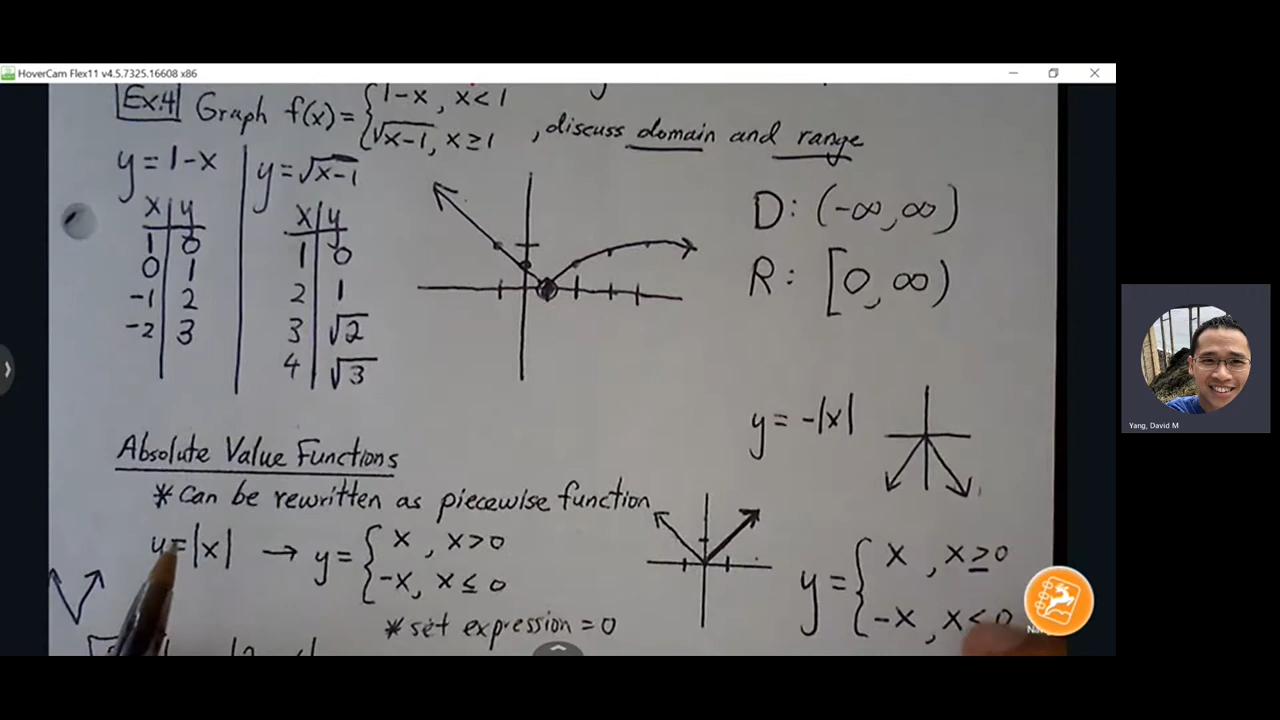 HoverCam Flex11 v4.5.7325.16608 x86
Ex.4 Graph f(x) = { 1-x , x < 1
√x-1 , x ≥ 1 , discuss domain and range
y = 1-x
x | y
1 | 0
0 | 1
-1 | 2
-2 | 3
y = √x-1
x | y
1 | 0
2 | 1
3 | √2
4 | √3
D: (-∞, ∞)
R: [0, ∞)
y = -|x|
Absolute Value Functions
* can be rewritten as piecewise function
y = |x| → y = { x , x > 0
-x , x ≤ 0
* set expression = 0
y = { x , x ≥ 0
-x , x < 0
Yang, David M